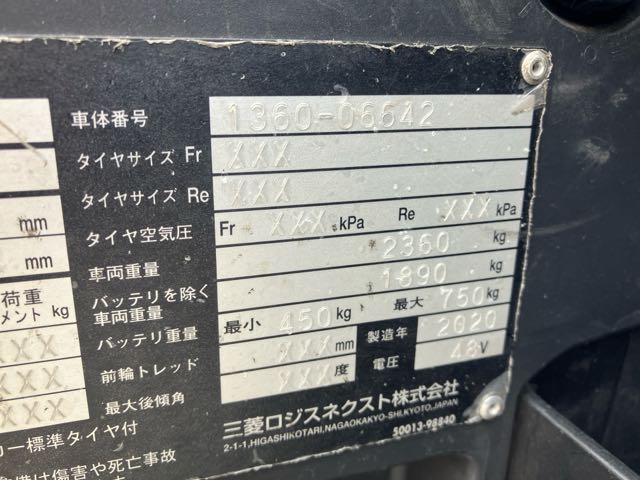 車体番号 1360-06642
タイヤサイズ Fr XXX
タイヤサイズ Re XXX
mm タイヤ空気圧 Fr XXX kPa Re XXX kPa
mm 車両重量 2360 kg
荷重 バッテリを除く 1890 kg
メント kg 車両重量
XXX バッテリ重量 最小 450 kg 最大 750 kg
XXX 前輪トレッド XXX mm 製造年 2020
XXX 最大後傾角 XXX 度 電圧 48 V
カー標準タイヤ付 三菱ロジスネクスト株式会社
2-1-1,HIGASHIKOTARI,NAGAOKAKYO-SHI,KYOTO,JAPAN
は傷害や死亡事故 50013-98840